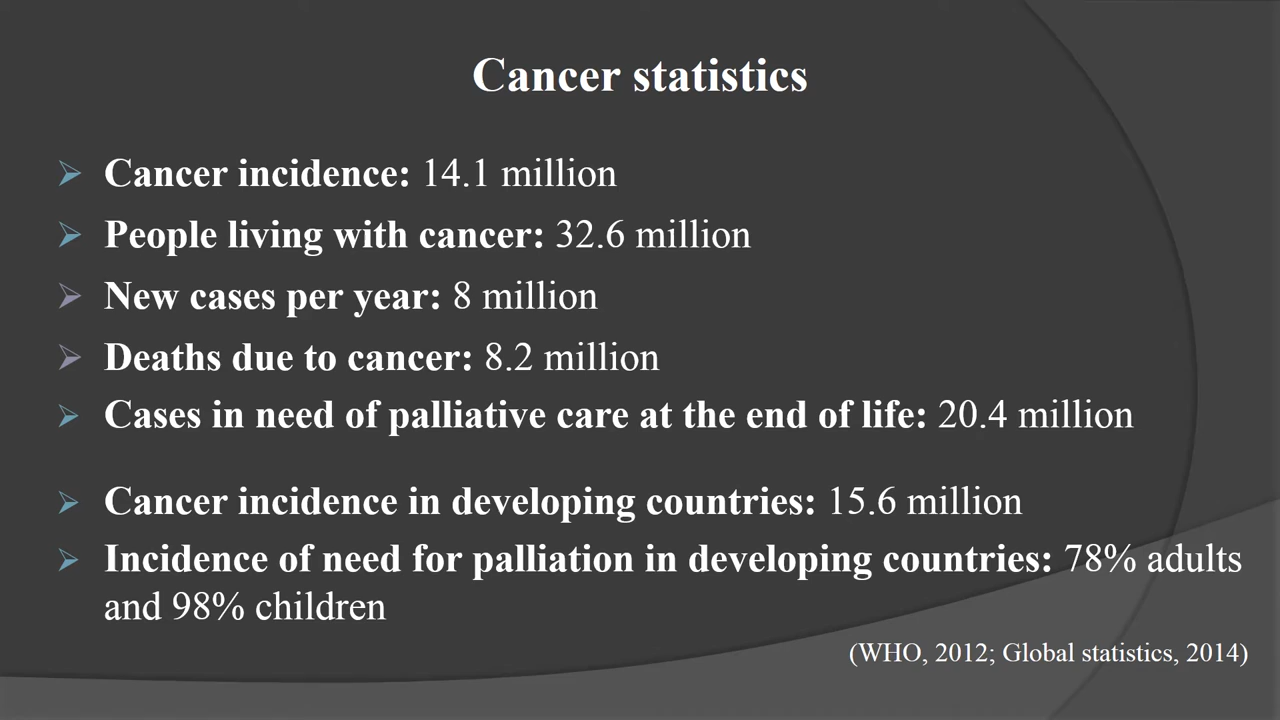 Cancer statistics
Cancer incidence: 14.1 million
People living with cancer: 32.6 million
New cases per year: 8 million
Deaths due to cancer: 8.2 million
Cases in need of palliative care at the end of life: 20.4 million
Cancer incidence in developing countries: 15.6 million
Incidence of need for palliation in developing countries: 78% adults
and 98% children
(WHO, 2012; Global statistics, 2014)